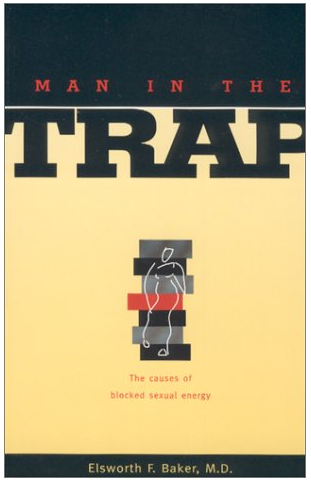 MAN IN THE
TRAP
The causes of
blocked sexual energy
Elsworth F. Baker, M.D.